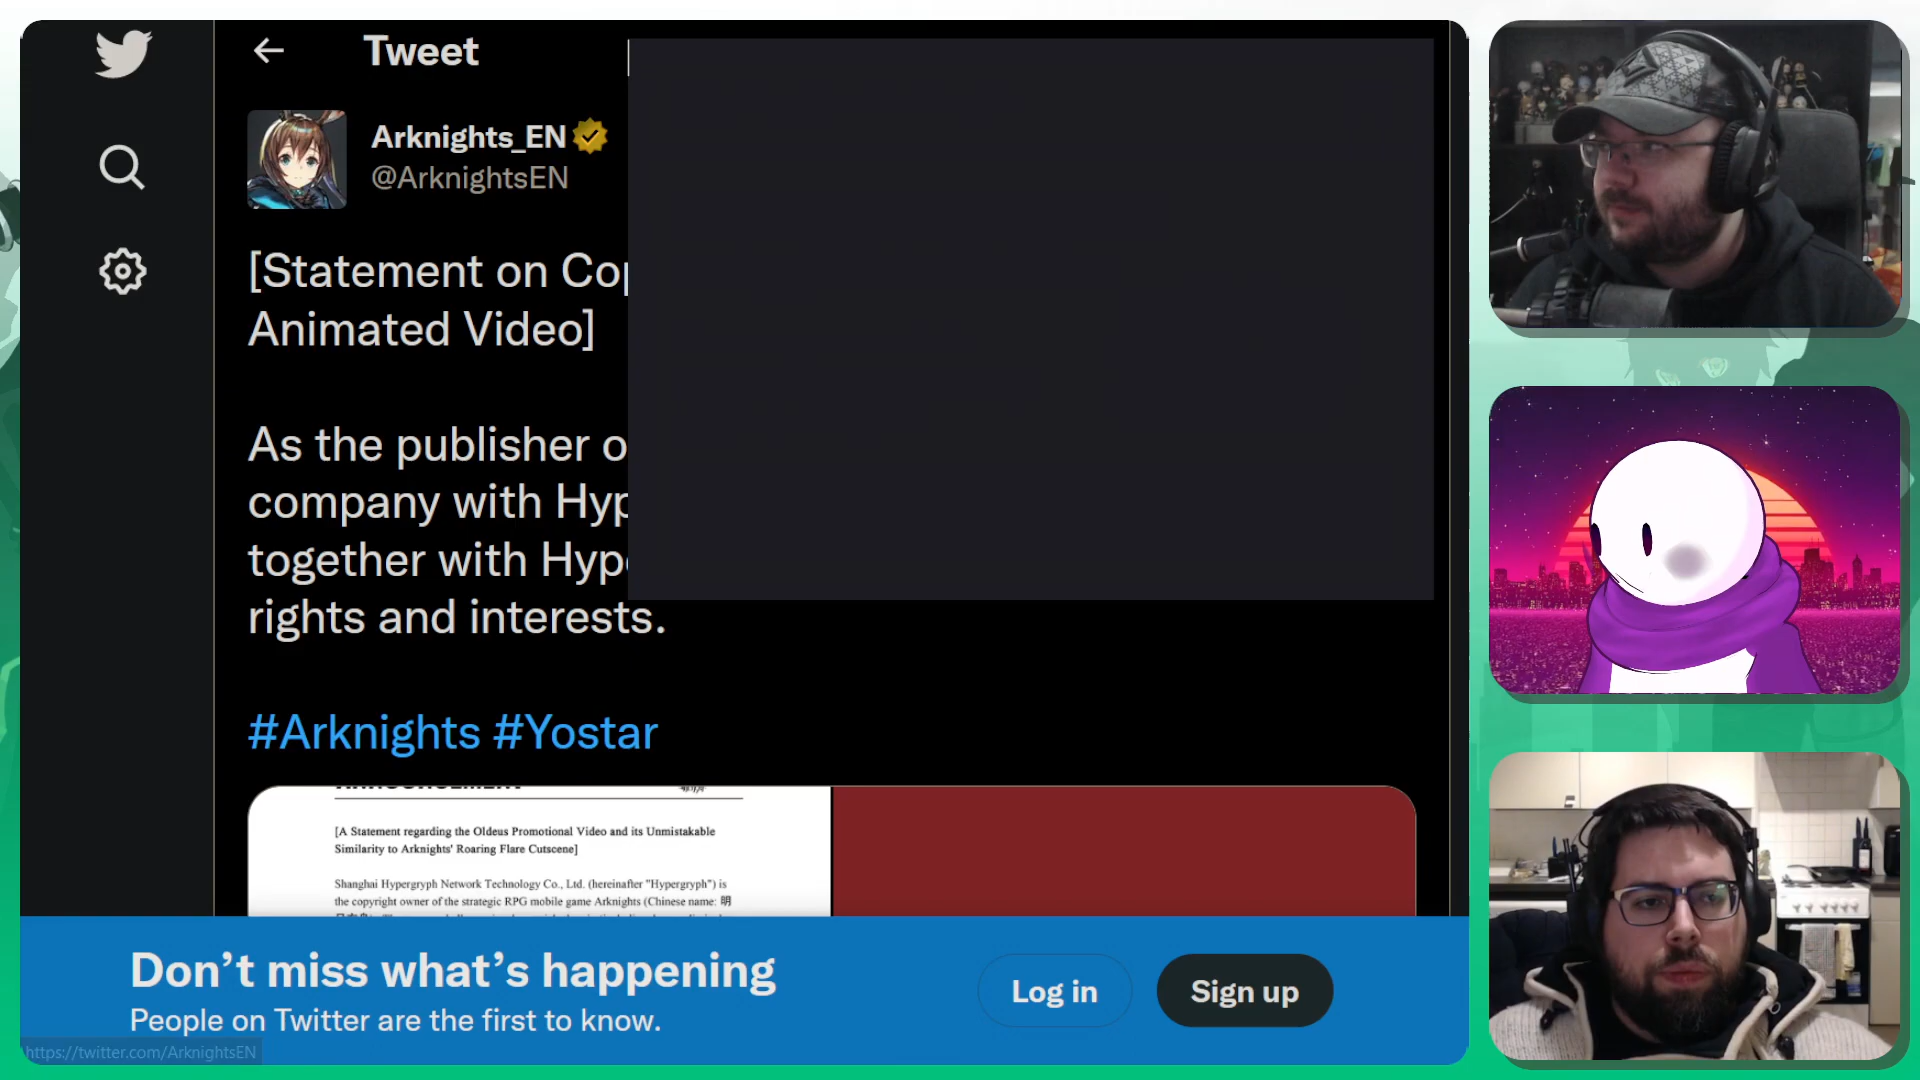 Tweet
Arknights_EN
@ArknightsEN
[Statement on Cop
Animated Video]
As the publisher o
company with Hyp
together with Hype
rights and interests.
#Arknights #Yostar
[A Statement regarding the Oldeus Promotional Video and its Unmistakable
Similarity to Arknights' Roaring Flare Cutscene]
Shanghai Hypergryph Network Technology Co., Ltd. (hereinafter "Hypergryph") is
the copyright owner of the strategic RPG mobile game Arknights (Chinese name: 明
Don't miss what's happening
People on Twitter are the first to know.
Log in
Sign up
https://twitter.com/ArknightsEN